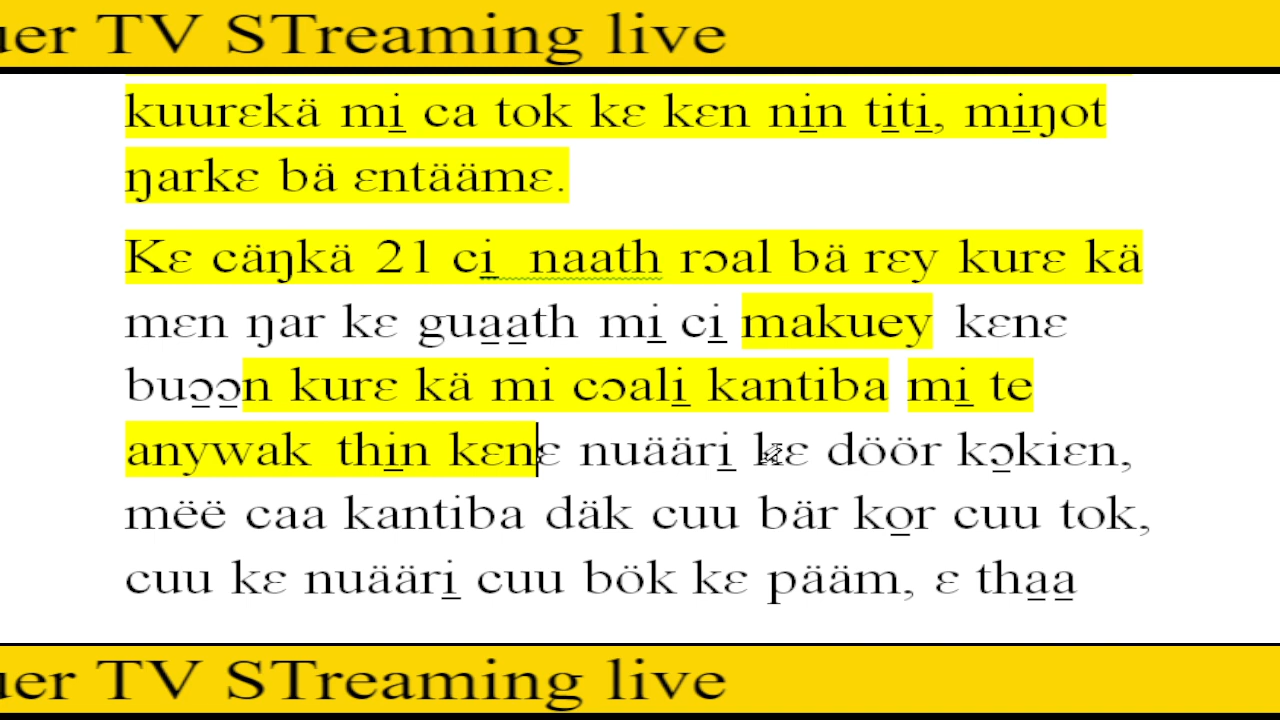 uer TV STreaming live
kuurɛkä mi̱ ca tok kɛ kɛn ni̱n ti̱ti̱, mi̱ŋot
ŋarkɛ bä ɛntäämɛ.
Kɛ cäŋkä 21 ci̱ naath rɔal bä rɛy kurɛ kä
mɛn ŋar kɛ gua̱a̱th mi̱ ci̱ makuey kɛnɛ
buɔ̱ɔ̱n kurɛ kä mi cɔali̱ kantiba mi̱ te
anywak thi̱n kɛnɛ nuääri̱ kɛ döör kɔ̱kiɛn,
mëë caa kantiba däk cuu bär ko̱r cuu tok,
cuu kɛ nuääri̱ cuu bök kɛ pääm, ɛ tha̱a̱
uer TV STreaming live